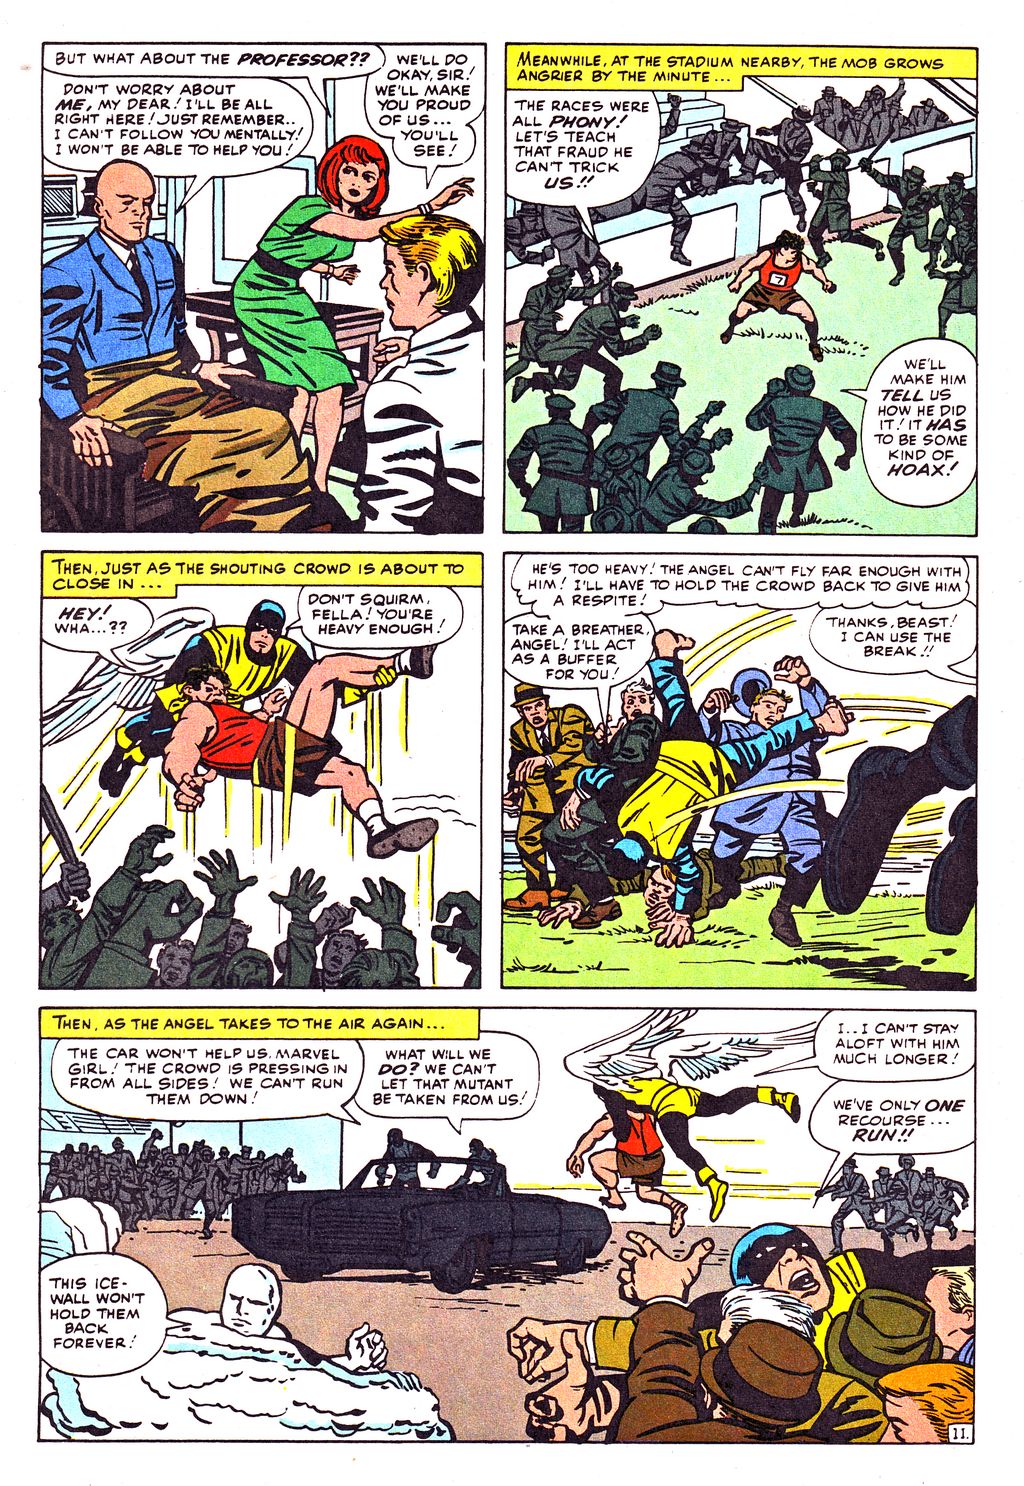 BUT WHAT ABOUT THE PROFESSOR??
DON'T WORRY ABOUT
ME, MY DEAR! I'LL BE ALL
RIGHT HERE! JUST REMEMBER..
I CAN'T FOLLOW YOU MENTALLY!
I WON'T BE ABLE TO HELP YOU!
WE'LL DO
OKAY, SIR!
WE'LL MAKE
YOU PROUD
OF US...
YOU'LL
SEE!
MEANWHILE, AT THE STADIUM NEARBY, THE MOB GROWS
ANGRIER BY THE MINUTE...
THE RACES WERE
ALL PHONY!
LET'S TEACH
THAT FRAUD HE
CAN'T TRICK
US!!
7
WE'LL
MAKE HIM
TELL US
HOW HE DID
IT! IT HAS
TO BE SOME
KIND OF
HOAX!
THEN, JUST AS THE SHOUTING CROWD IS ABOUT TO
CLOSE IN...
HEY!
WHA...??
DON'T SQUIRM,
FELLA! YOU'RE
HEAVY ENOUGH!
HE'S TOO HEAVY! THE ANGEL CAN'T FLY FAR ENOUGH WITH
HIM! I'LL HAVE TO HOLD THE CROWD BACK TO GIVE HIM
A RESPITE!
TAKE A BREATHER,
ANGEL! I'LL ACT
AS A BUFFER
FOR YOU!
THANKS, BEAST!
I CAN USE THE
BREAK!!
THEN, AS THE ANGEL TAKES TO THE AIR AGAIN...
THE CAR WON'T HELP US, MARVEL
GIRL! THE CROWD IS PRESSING IN
FROM ALL SIDES! WE CAN'T RUN
THEM DOWN!
WHAT WILL WE
DO? WE CAN'T
LET THAT MUTANT
BE TAKEN FROM US!
I..I CAN'T STAY
ALOFT WITH HIM
MUCH LONGER!
WE'VE ONLY ONE
RECOURSE...
RUN!!
THIS ICE-
WALL WON'T
HOLD THEM
BACK
FOREVER!
11.